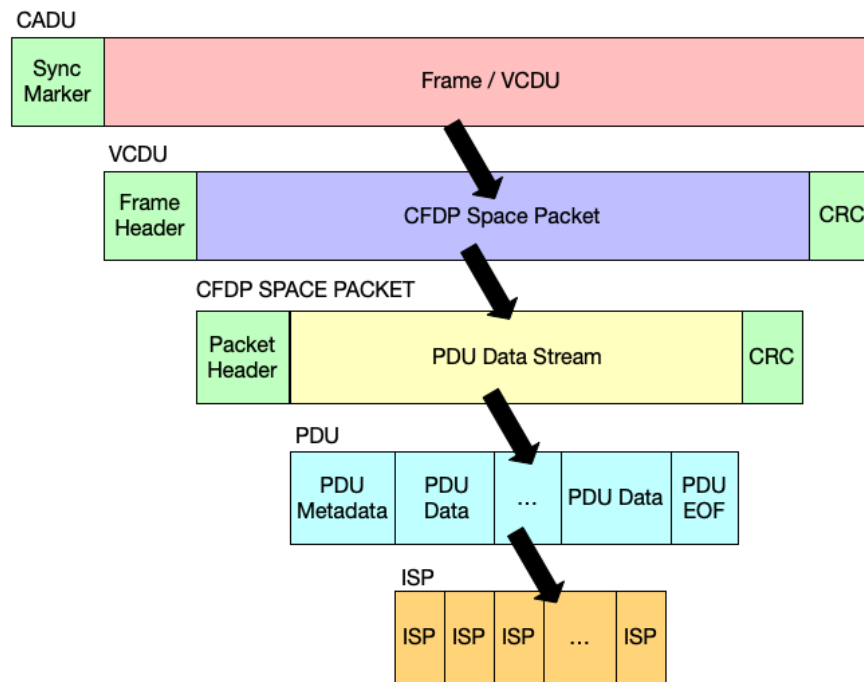 CADU
Sync
Marker
Frame / VCDU
VCDU
Frame
Header
CFDP Space Packet
CRC
CFDP SPACE PACKET
Packet
Header
PDU Data Stream
CRC
PDU
PDU
Metadata
PDU
Data
...
PDU Data
PDU
EOF
ISP
ISP
ISP
ISP
...
ISP